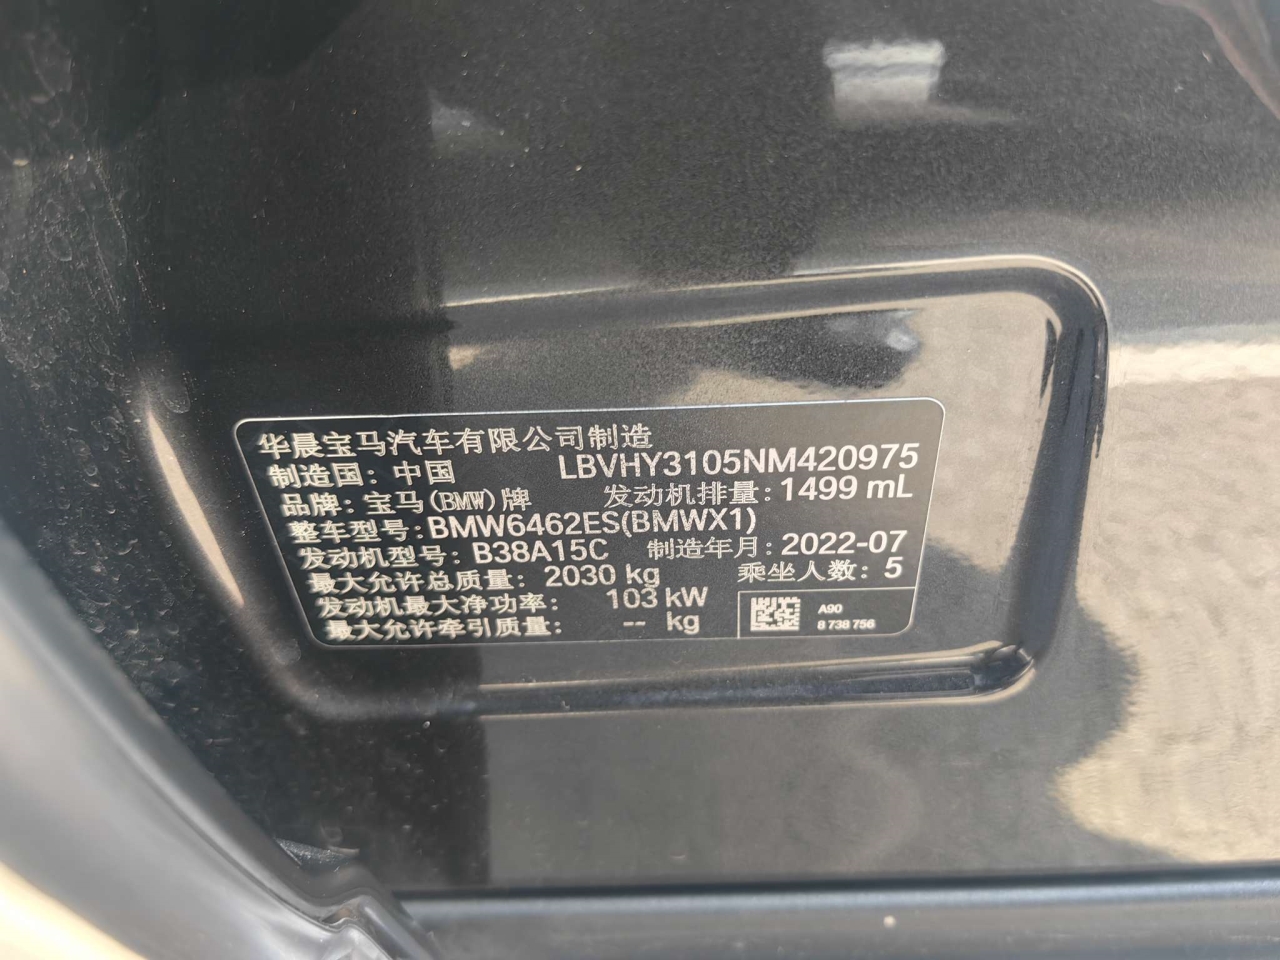 华晨宝马汽车有限公司制造
制造国:中国 LBVHY3105NM420975
品牌:宝马(BMW)牌 发动机排量:1499 mL
整车型号:BMW6462ES(BMWX1)
发动机型号:B38A15C 制造年月:2022-07
最大允许总质量:2030 kg 乘坐人数:5
发动机最大净功率: 103 kW
最大允许牵引质量: -- kg
A90
8 738 756